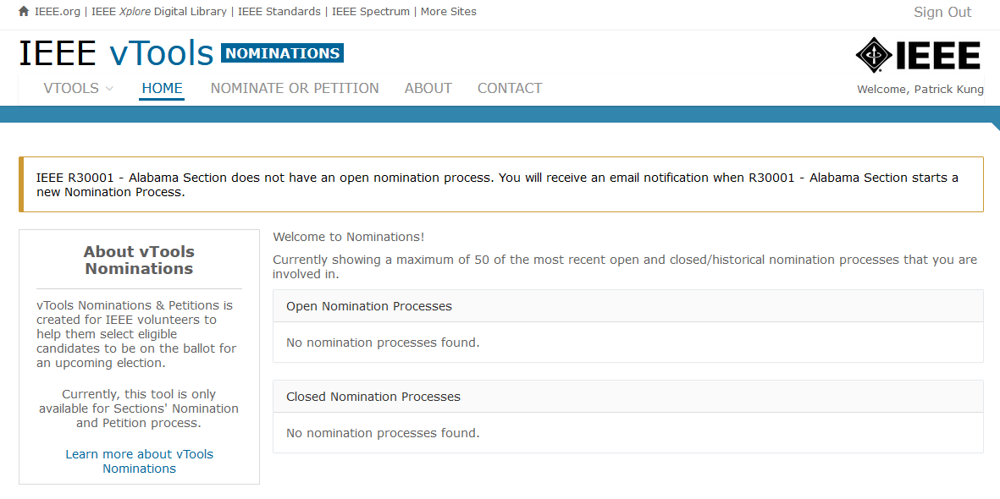 IEEE.org | IEEE Xplore Digital Library | IEEE Standards | IEEE Spectrum | More Sites
Sign Out
IEEE vTools NOMINATIONS
IEEE
VTOOLS HOME NOMINATE OR PETITION ABOUT CONTACT
Welcome, Patrick Kung
IEEE R30001 - Alabama Section does not have an open nomination process. You will receive an email notification when R30001 - Alabama Section starts a
new Nomination Process.
About vTools
Nominations
vTools Nominations & Petitions is
created for IEEE volunteers to
help them select eligible
candidates to be on the ballot for
an upcoming election.
Currently, this tool is only
available for Sections' Nomination
and Petition process.
Learn more about vTools
Nominations
Welcome to Nominations!
Currently showing a maximum of 50 of the most recent open and closed/historical nomination processes that you are
involved in.
Open Nomination Processes
No nomination processes found.
Closed Nomination Processes
No nomination processes found.